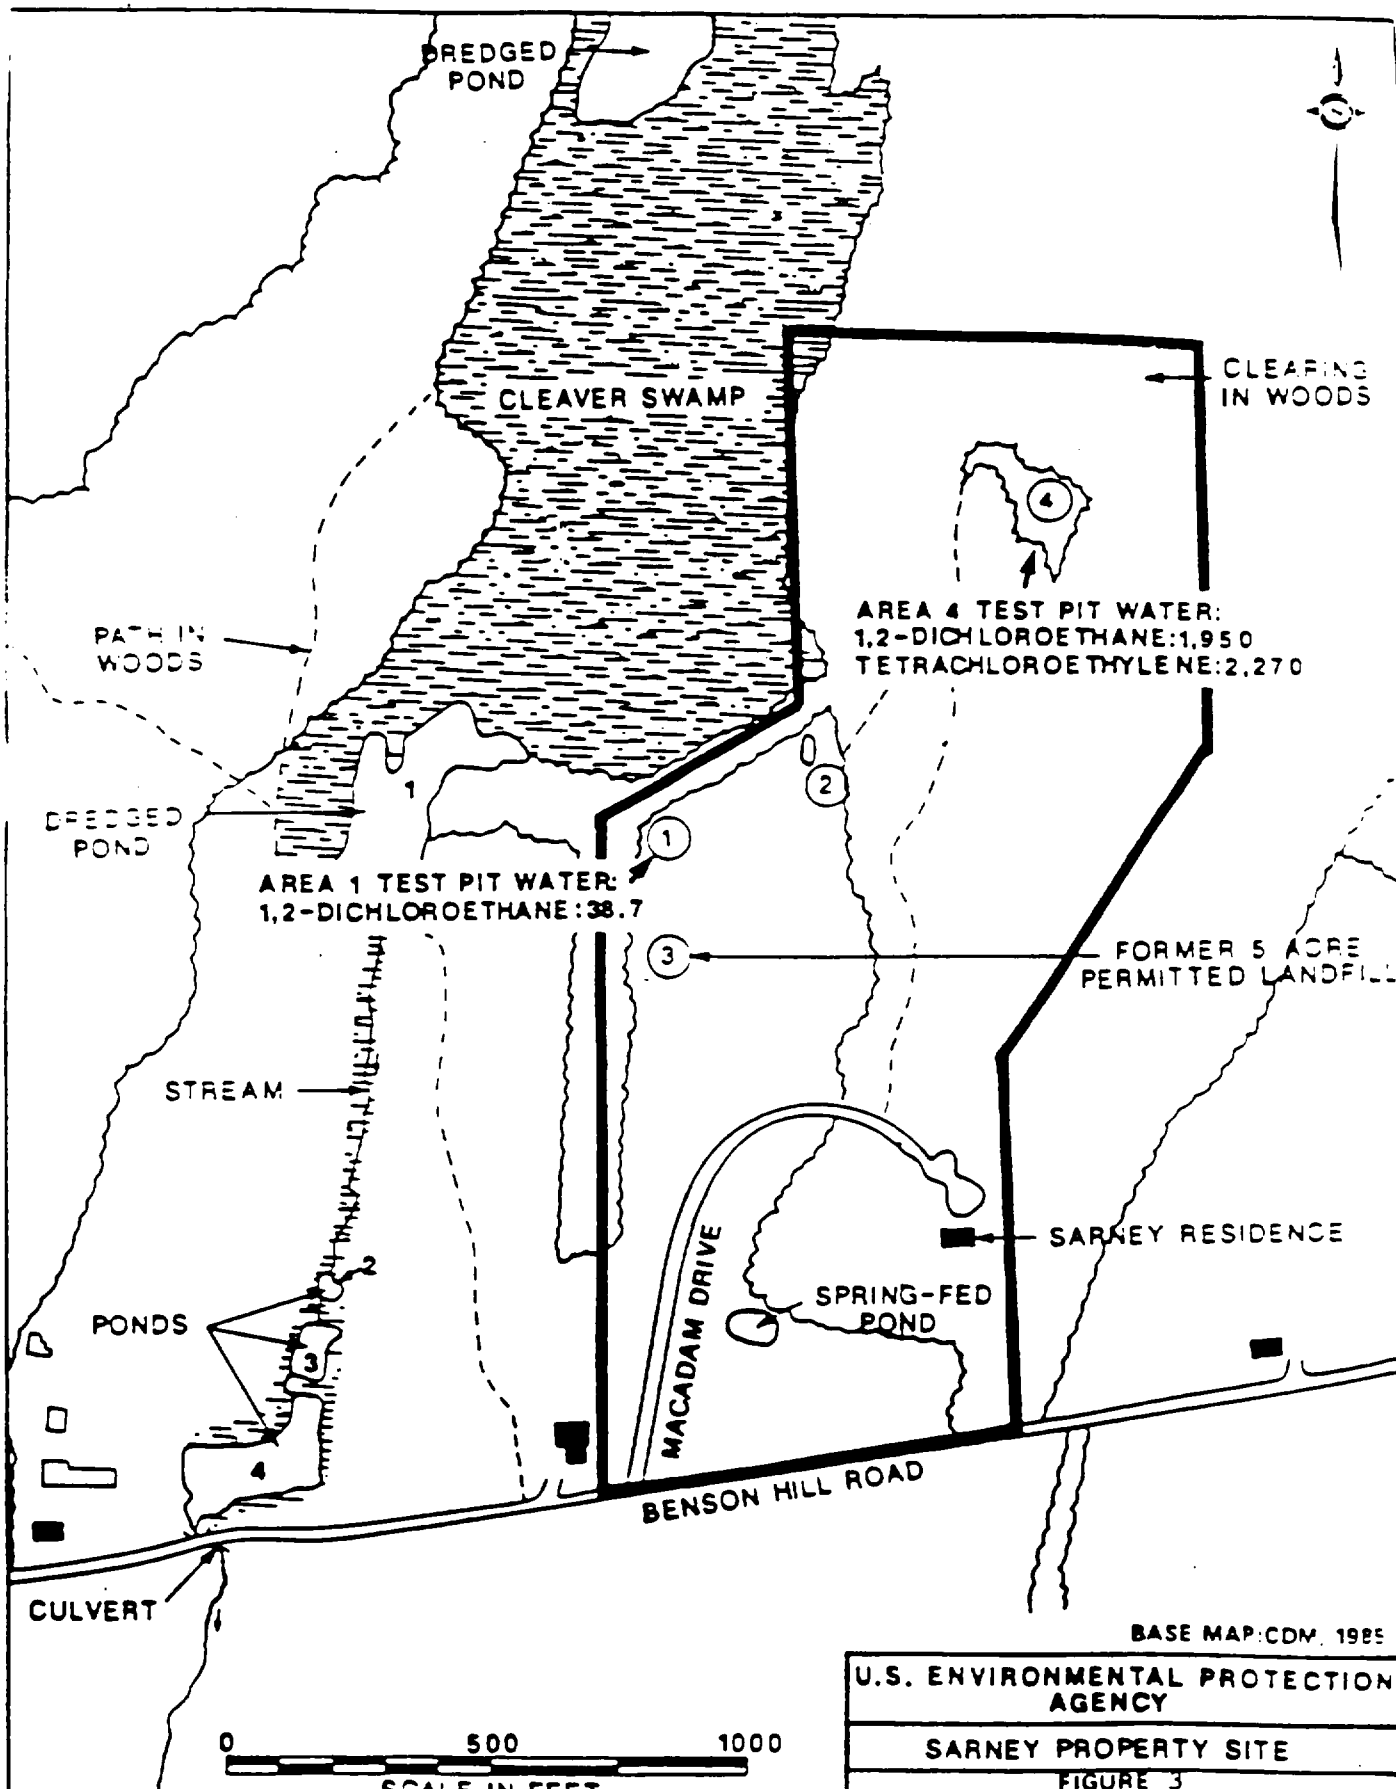 DREDGED
POND
CLEAVER SWAMP
CLEARING
IN WOODS
4
AREA 4 TEST PIT WATER:
1,2-DICHLOROETHANE:1,950
TETRACHLOROETHYLENE:2,270
PATH IN
WOODS
2
1
DREDGED
POND
1
AREA 1 TEST PIT WATER:
1,2-DICHLOROETHANE:38.7
3
FORMER 5 ACRE
PERMITTED LANDFILL
STREAM
SARNEY RESIDENCE
2
PONDS
3
SPRING-FED
POND
MACADAM DRIVE
4
BENSON HILL ROAD
CULVERT
BASE MAP:CDM, 1985
U.S. ENVIRONMENTAL PROTECTION
AGENCY
SARNEY PROPERTY SITE
FIGURE 3
0 500 1000
SCALE IN FEET